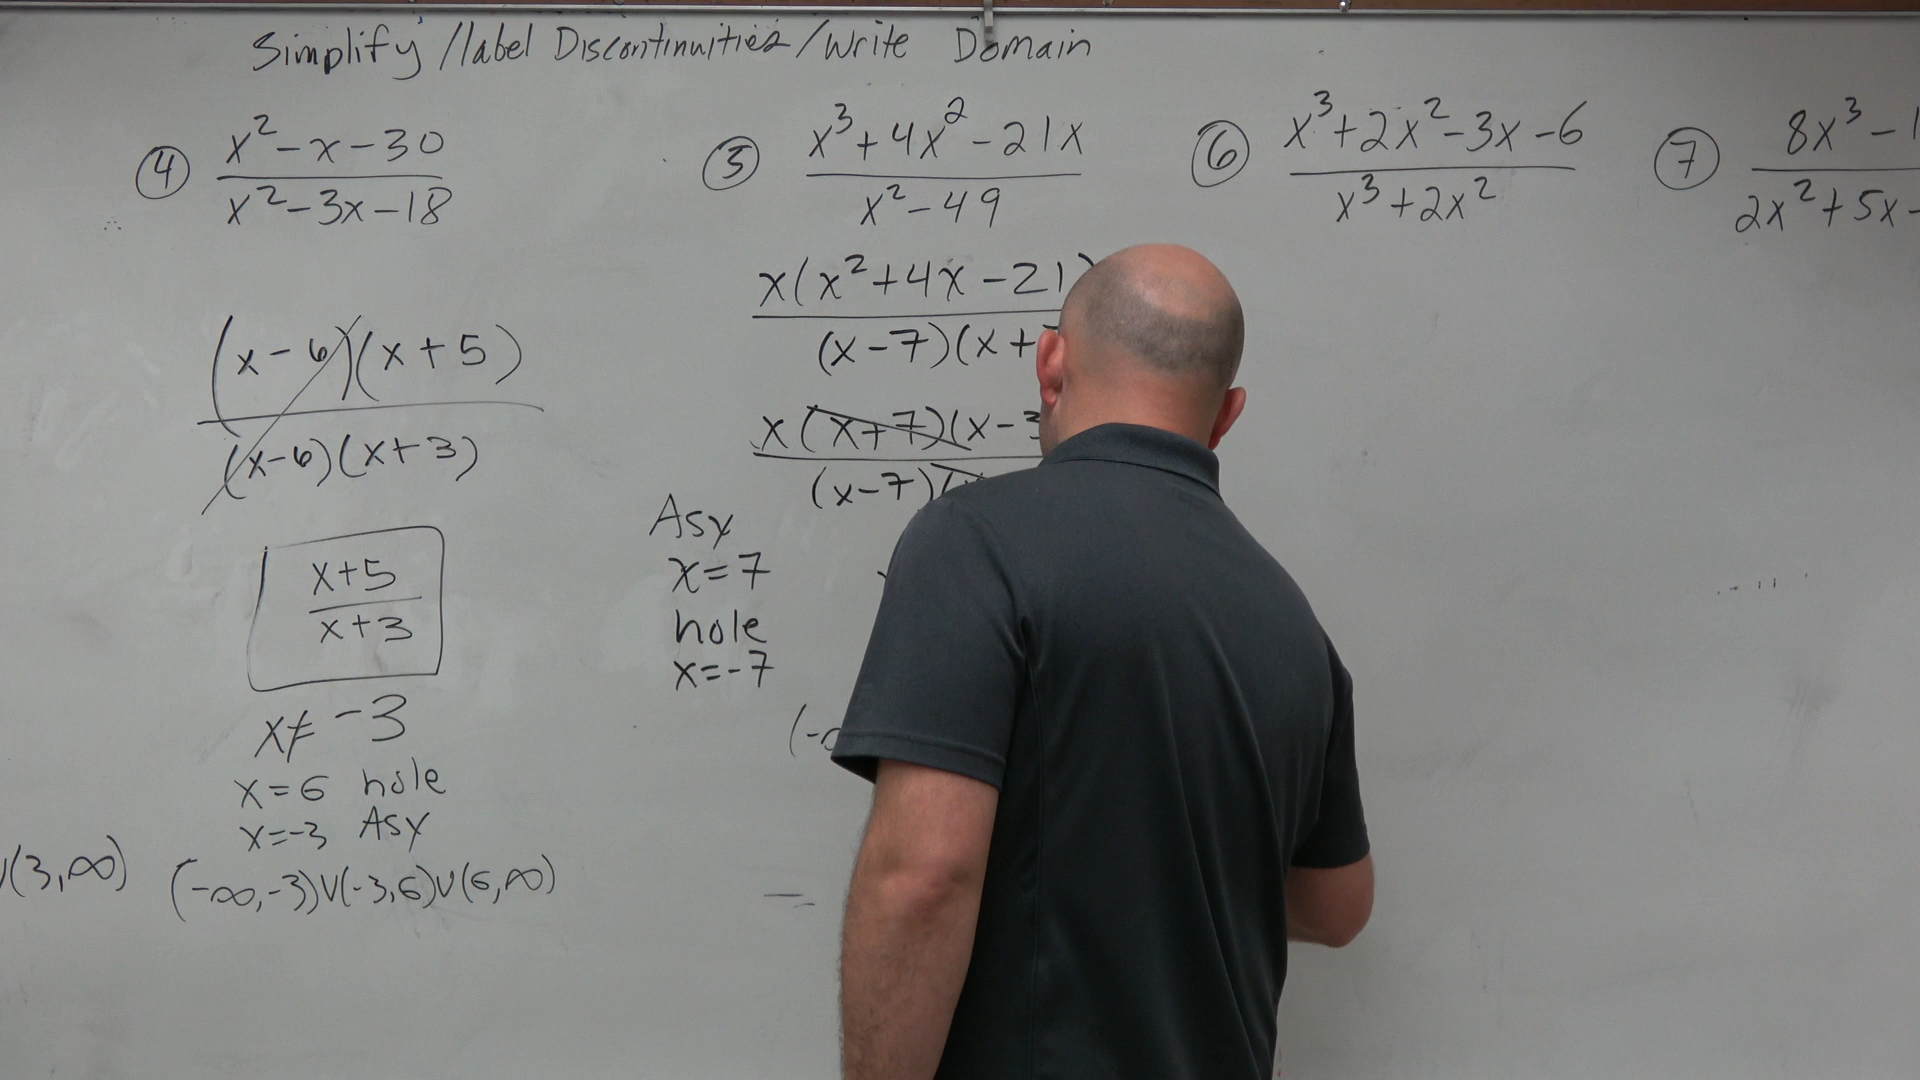 Simplify/label Discontinuities/Write Domain
④ x²-x-30
x²-3x-18
(x-6)(x+5)
(x-6)(x+3)
x+5
x+3
x≠ -3
x=6 hole
x=-3 Asy
(3,∞) (-∞,-3)∪(-3,6)∪(6,∞)
⑤ x³+4x²-21x
x²-49
x(x²+4x-21)
(x-7)(x+
x(x+7)(x-3
(x-7)(x
Asy
x=7
hole
x=-7
(-∞
⑥ x³+2x²-3x-6
x³+2x²
⑦ 8x³-1
2x²+5x-